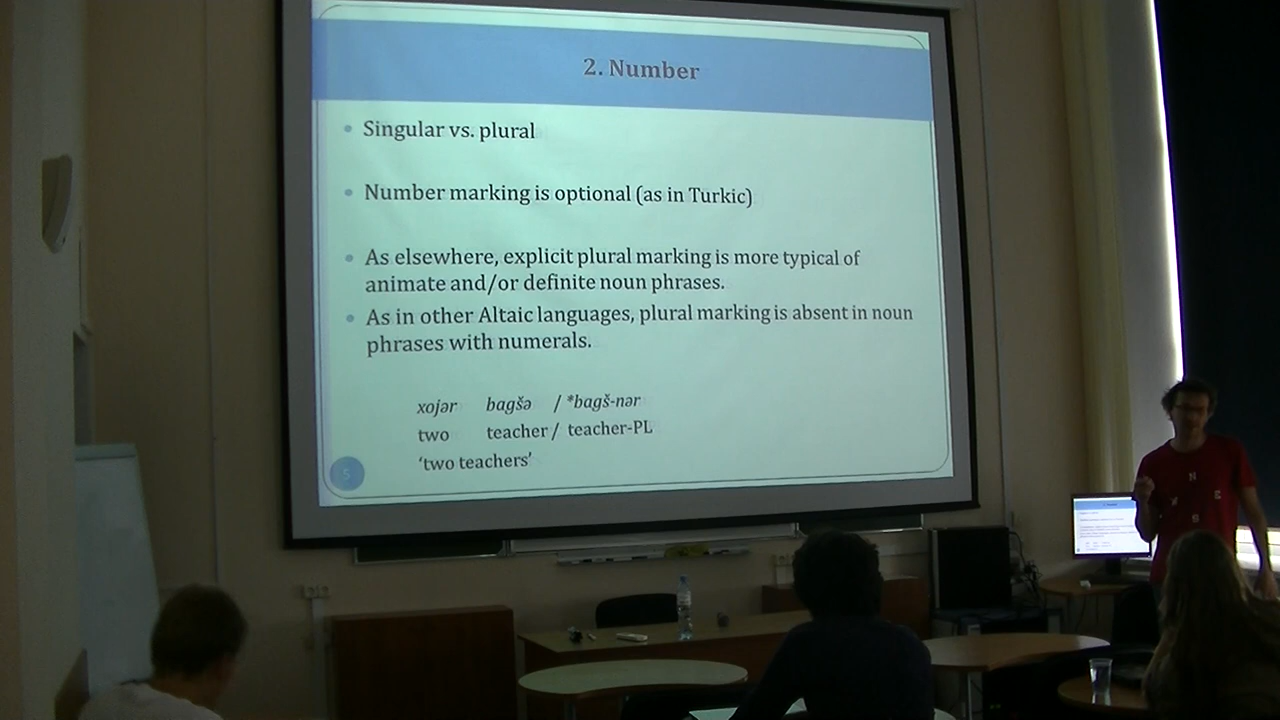 2. Number
• Singular vs. plural
• Number marking is optional (as in Turkic)
• As elsewhere, explicit plural marking is more typical of
animate and/or definite noun phrases.
• As in other Altaic languages, plural marking is absent in noun
phrases with numerals.
xojər bagšə / *bagš-nər
two teacher / teacher-PL
‘two teachers’
5
N